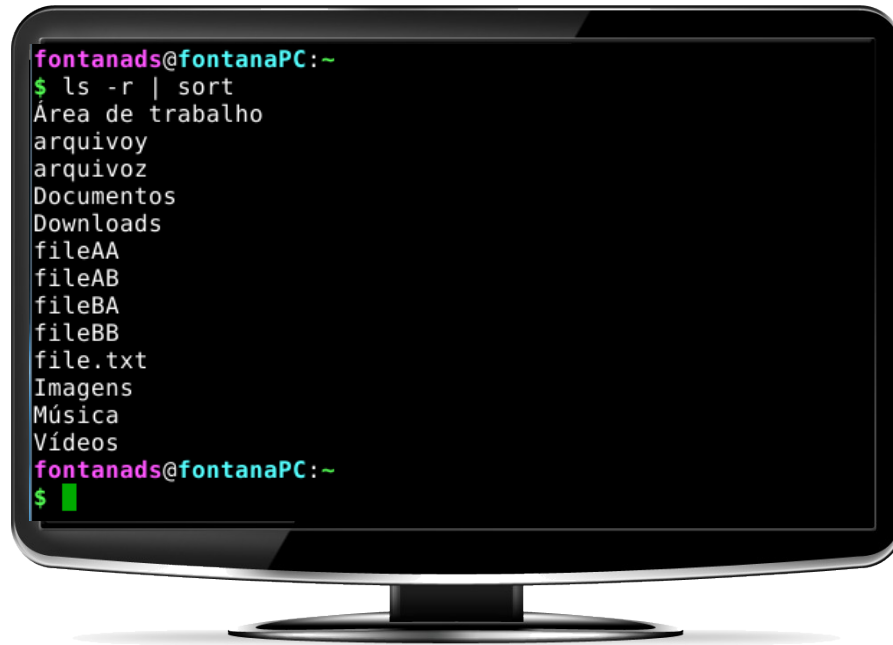 fontanads@fontanaPC:~
$ ls -r | sort
Área de trabalho
arquivoy
arquivoz
Documentos
Downloads
fileAA
fileAB
fileBA
fileBB
file.txt
Imagens
Música
Vídeos
fontanads@fontanaPC:~
$